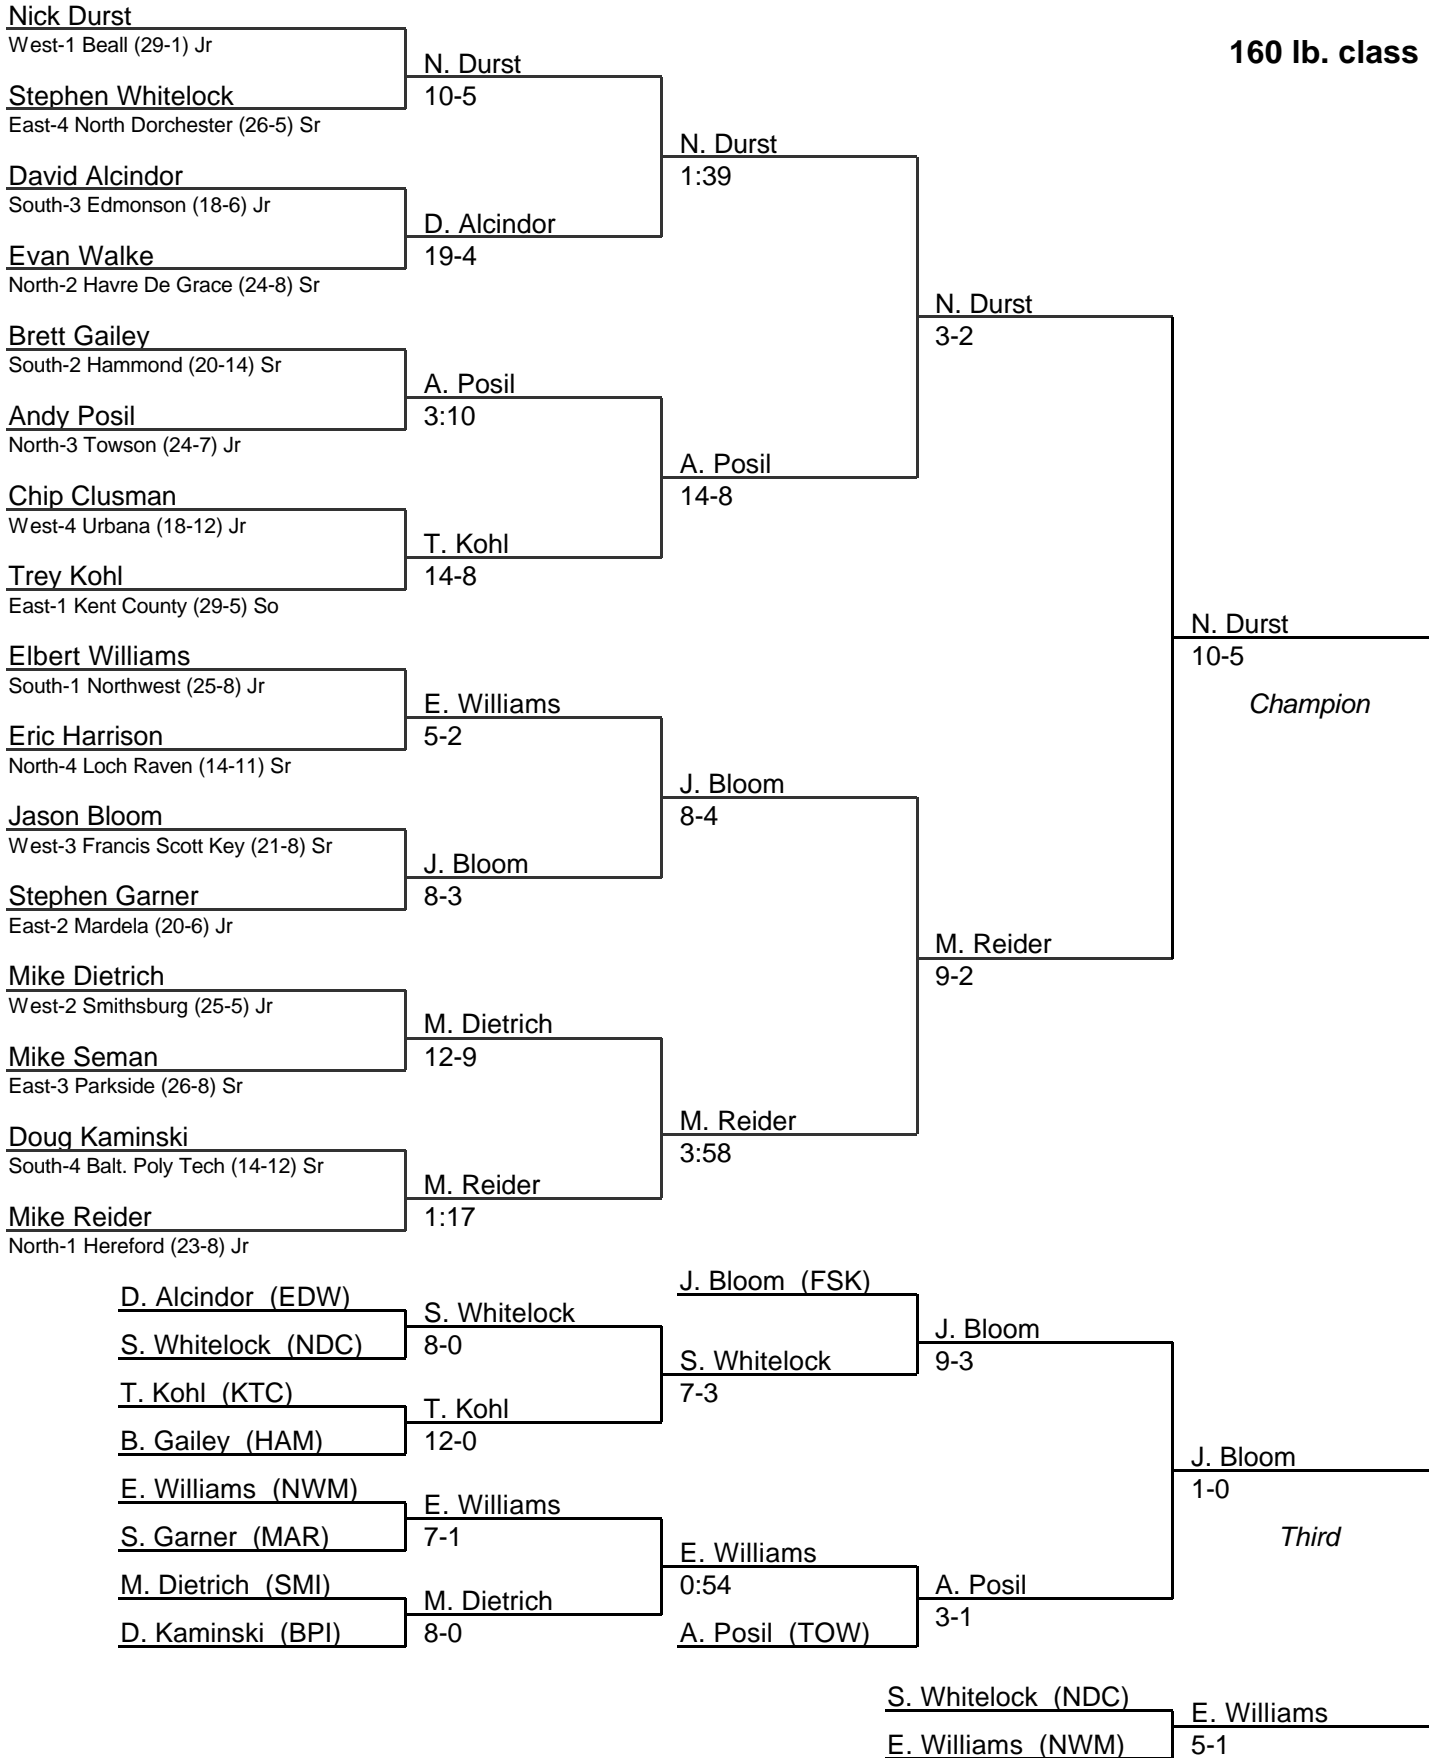 Nick Durst
West-1 Beall (29-1) Jr
160 lb. class
N. Durst
10-5
Stephen Whitelock
East-4 North Dorchester (26-5) Sr
N. Durst
1:39
David Alcindor
South-3 Edmonson (18-6) Jr
D. Alcindor
19-4
Evan Walke
North-2 Havre De Grace (24-8) Sr
N. Durst
3-2
Brett Gailey
South-2 Hammond (20-14) Sr
A. Posil
3:10
Andy Posil
North-3 Towson (24-7) Jr
A. Posil
14-8
Chip Clusman
West-4 Urbana (18-12) Jr
T. Kohl
14-8
Trey Kohl
East-1 Kent County (29-5) So
N. Durst
10-5
Champion
Elbert Williams
South-1 Northwest (25-8) Jr
E. Williams
5-2
Eric Harrison
North-4 Loch Raven (14-11) Sr
J. Bloom
8-4
Jason Bloom
West-3 Francis Scott Key (21-8) Sr
J. Bloom
8-3
Stephen Garner
East-2 Mardela (20-6) Jr
M. Reider
9-2
Mike Dietrich
West-2 Smithsburg (25-5) Jr
M. Dietrich
12-9
Mike Seman
East-3 Parkside (26-8) Sr
M. Reider
3:58
Doug Kaminski
South-4 Balt. Poly Tech (14-12) Sr
M. Reider
1:17
Mike Reider
North-1 Hereford (23-8) Jr
D. Alcindor (EDW)
S. Whitelock (NDC)
S. Whitelock
8-0
J. Bloom (FSK)
S. Whitelock
7-3
J. Bloom
9-3
T. Kohl (KTC)
B. Gailey (HAM)
T. Kohl
12-0
J. Bloom
1-0
Third
E. Williams (NWM)
S. Garner (MAR)
E. Williams
7-1
E. Williams
0:54
A. Posil (TOW)
A. Posil
3-1
M. Dietrich (SMI)
D. Kaminski (BPI)
M. Dietrich
8-0
S. Whitelock (NDC)
E. Williams (NWM)
E. Williams
5-1